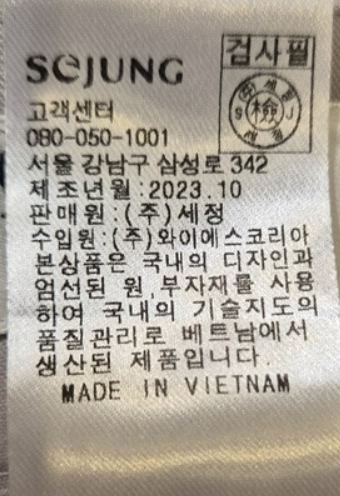 SEJUNG
검사필
檢
고객센터
080-050-1001
서울 강남구 삼성로 342
제조년월:2023.10
판매원:(주)세정
수입원:(주)와이에스코리아
본상품은 국내의 디자인과
엄선된 원,부자재를 사용
하여 국내의 기술지도의
품질관리로 베트남에서
생산된 제품입니다.
MADE IN VIETNAM